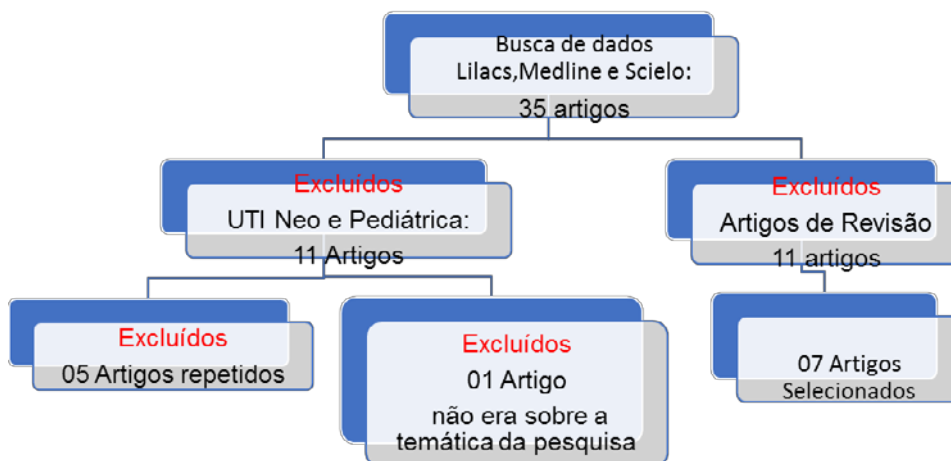 Busca de dados
Lilacs,Medline e Scielo:
35 artigos
Excluídos
UTI Neo e Pediátrica:
11 Artigos
Excluídos
Artigos de Revisão
11 artigos
Excluídos
05 Artigos repetidos
Excluídos
01 Artigo
não era sobre a
temática da pesquisa
07 Artigos
Selecionados